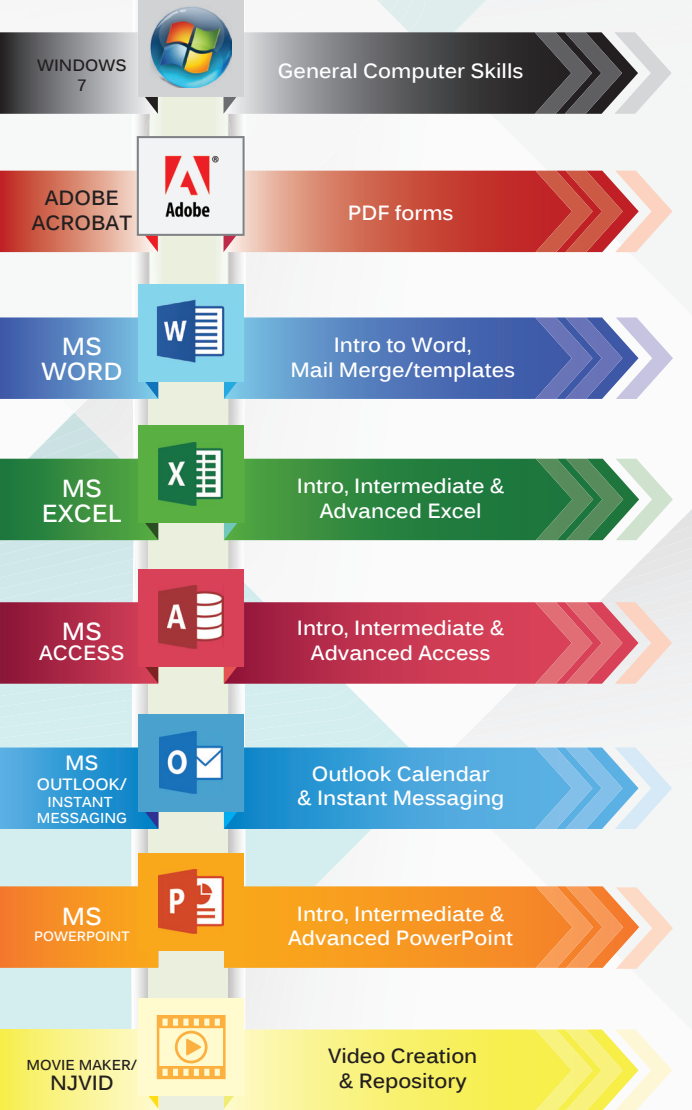 WINDOWS
7
General Computer Skills
ADOBE
ACROBAT
Adobe
®
PDF forms
MS
WORD
W
Intro to Word,
Mail Merge/templates
MS
EXCEL
X
Intro, Intermediate &
Advanced Excel
MS
ACCESS
A
Intro, Intermediate &
Advanced Access
MS
OUTLOOK/
INSTANT
MESSAGING
O
Outlook Calendar
& Instant Messaging
MS
POWERPOINT
P
Intro, Intermediate &
Advanced PowerPoint
MOVIE MAKER/
NJVID
Video Creation
& Repository